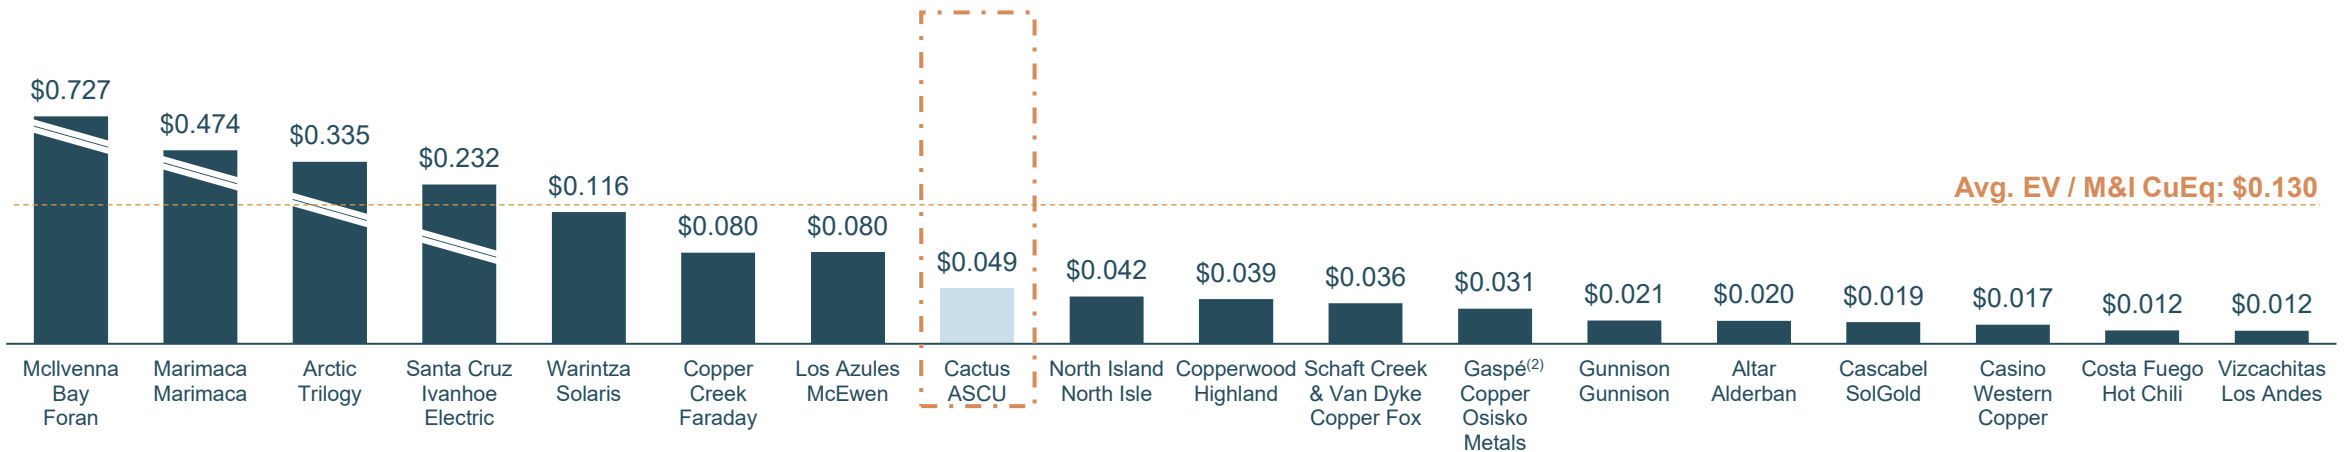 $0.727
$0.474
$0.335
$0.232
$0.116
$0.080
$0.080
$0.049
$0.042
$0.039
$0.036
$0.031
$0.021
$0.020
$0.019
$0.017
$0.012
$0.012
Avg. EV / M&I CuEq: $0.130
McIlvenna
Bay
Foran
Marimaca
Marimaca
Arctic
Trilogy
Santa Cruz
Ivanhoe
Electric
Warintza
Solaris
Copper
Creek
Faraday
Los Azules
McEwen
Cactus
ASCU
North Island
North Isle
Copperwood
Highland
Schaft Creek
& Van Dyke
Copper Fox
Gaspé(2)
Copper
Osisko
Metals
Gunnison
Gunnison
Altar
Alderban
Cascabel
SolGold
Casino
Western
Copper
Costa Fuego
Hot Chili
Vizcachitas
Los Andes